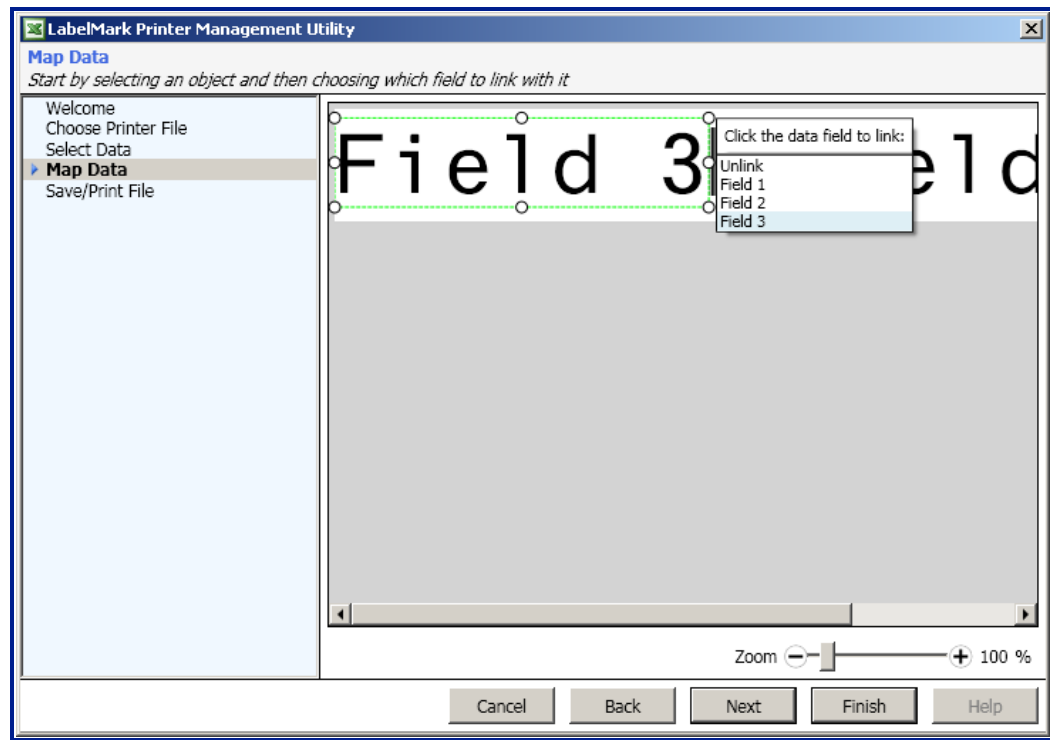 LabelMark Printer Management Utility
Map Data
Start by selecting an object and then choosing which field to link with it
Welcome
Choose Printer File
Select Data
Map Data
Save/Print File
Field 3
eld
Click the data field to link:
Unlink
Field 1
Field 2
Field 3
Zoom 100 %
Cancel Back Next Finish Help